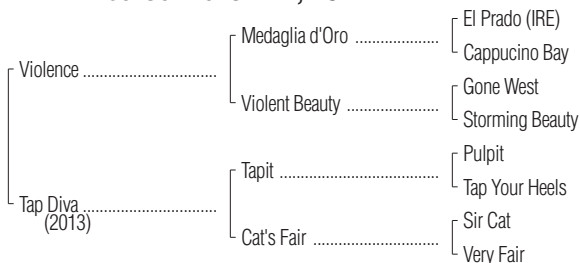 El Prado (IRE)
Medaglia d'Oro
Cappucino Bay
Violence
Gone West
Violent Beauty
Storming Beauty
Pulpit
Tapit
Tap Your Heels
Tap Diva
(2013)
Sir Cat
Cat's Fair
Very Fair